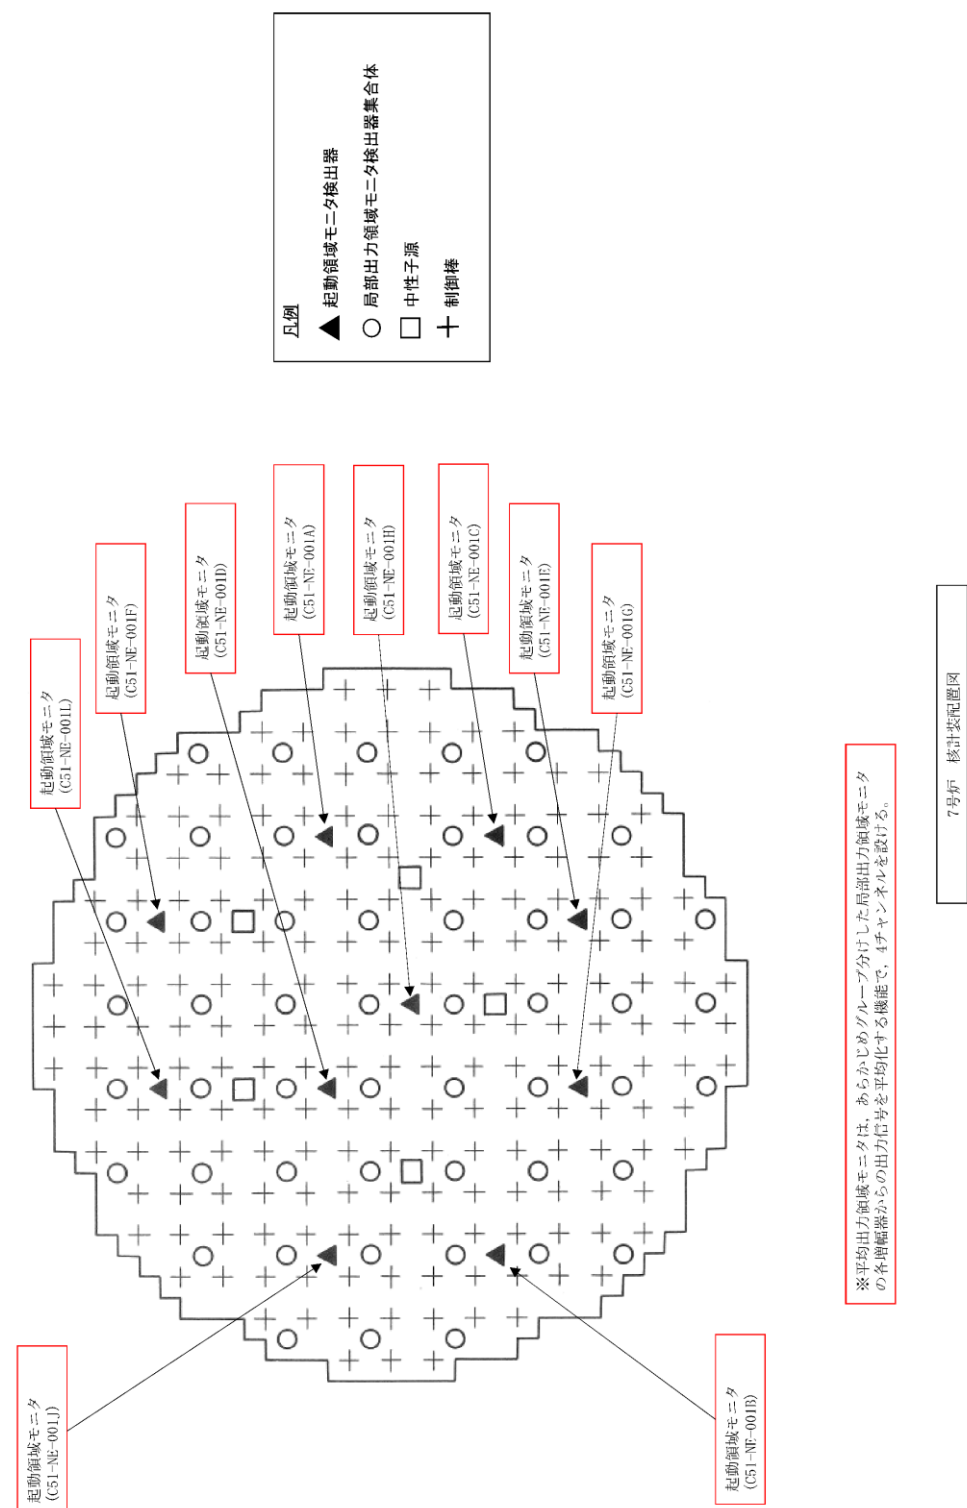 凡例
起動領域モニタ検出器
局部出力領域モニタ検出器集合体
中性子源
制御棒
起動領域モニタ
(C51-NE-001L)
起動領域モニタ
(C51-NE-001F)
起動領域モニタ
(C51-NE-001D)
起動領域モニタ
(C51-NE-001A)
起動領域モニタ
(C51-NE-001H)
起動領域モニタ
(C51-NE-001C)
起動領域モニタ
(C51-NE-001E)
起動領域モニタ
(C51-NE-001G)
起動領域モニタ
(C51-NE-001J)
起動領域モニタ
(C51-NE-001B)
※平均出力領域モニタは、あらかじめグループ分けした局部出力領域モニタ
の各増幅器からの出力信号を平均化する機能で、4チャンネルを設ける。
7号炉 核計装配置図